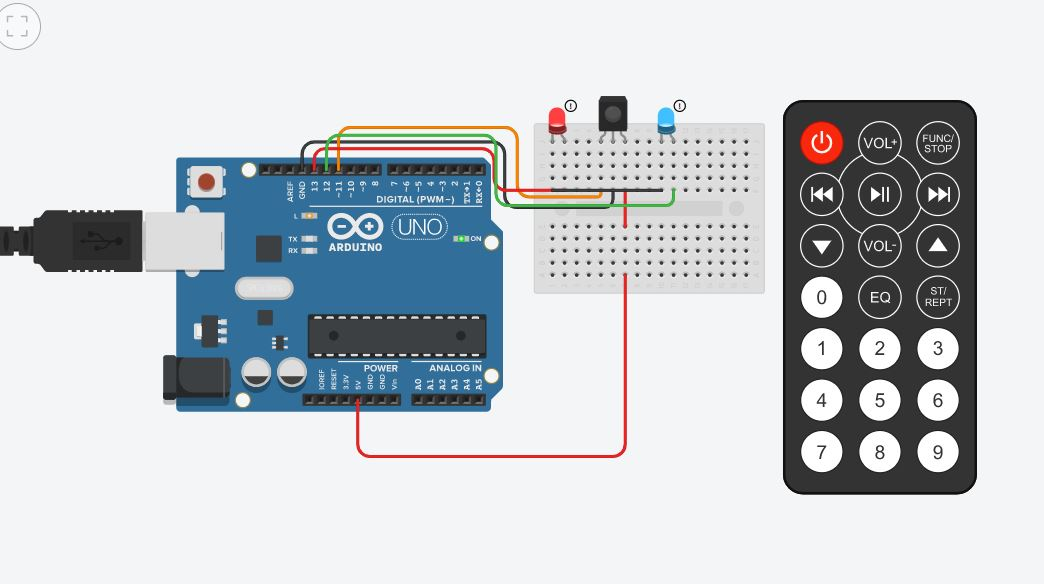 VOL+
FUNC/
STOP
VOL-
0
EQ
ST/
REPT
1
2
3
4
5
6
7
8
9
AREF
GND
13
12
~11
~10
~9
8
7
~6
~5
4
~3
2
TX→1
RX←0
DIGITAL (PWM~)
L
TX
RX
UNO
ARDUINO
ON
POWER
ANALOG IN
IOREF
RESET
3.3V
5V
GND
GND
Vin
A0
A1
A2
A3
A4
A5
!
!